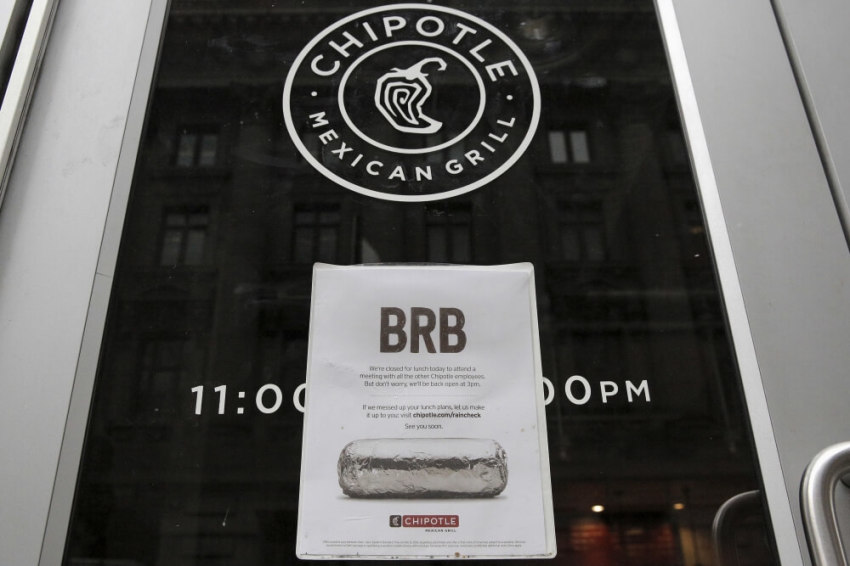 CHIPOTLE
MEXICAN GRILL
BRB
We're closed for lunch today to attend a
meeting with all the other Chipotle employees.
But don't worry, we'll be back open at 3pm.
11:00
00PM
If we messed up your lunch plans, let us make
it up to you: visit chipotle.com/raincheck
See you soon.
CHIPOTLE
MEXICAN GRILL